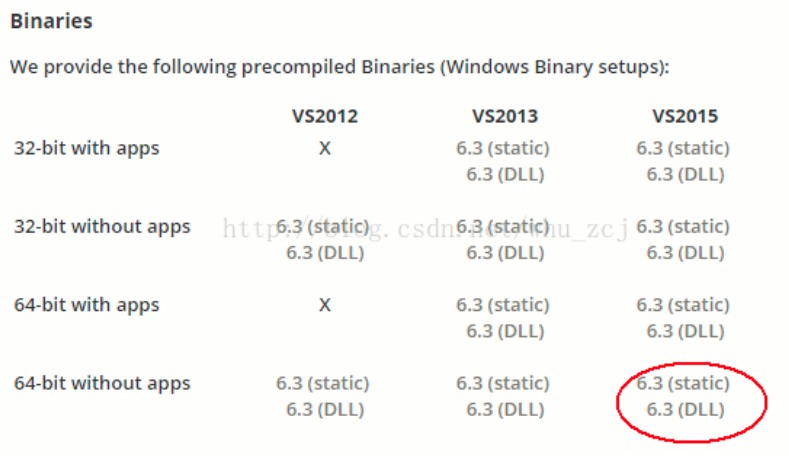 Binaries
We provide the following precompiled Binaries (Windows Binary setups):
VS2012 VS2013 VS2015
32-bit with apps X 6.3 (static) 6.3 (static)
6.3 (DLL) 6.3 (DLL)
32-bit without apps 6.3 (static) 6.3 (static) 6.3 (static)
http://blog.csdn.net/whu_zcj
6.3 (DLL) 6.3 (DLL) 6.3 (DLL)
64-bit with apps X 6.3 (static) 6.3 (static)
6.3 (DLL) 6.3 (DLL)
64-bit without apps 6.3 (static) 6.3 (static) 6.3 (static)
6.3 (DLL) 6.3 (DLL) 6.3 (DLL)